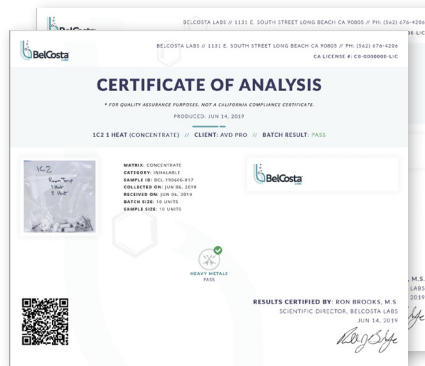 BELCOSTA LABS // 1131 E. SOUTH STREET LONG BEACH CA 90805 // PH: (562) 676-4206
BelCosta
BELCOSTA LABS // 1131 E. SOUTH STREET LONG BEACH CA 90805 // PH: (562) 676-4206
CA LICENSE #: C8-0000000-LIC
CERTIFICATE OF ANALYSIS
* FOR QUALITY ASSURANCE PURPOSES. NOT A CALIFORNIA COMPLIANCE CERTIFICATE.
PRODUCED: JUN 14, 2019
1C2 1 HEAT (CONCENTRATE) // CLIENT: AVD PRO // BATCH RESULT: PASS
1C2
Room Temp
1 Heat
MATRIX: CONCENTRATE
CATEGORY: INHALABLE
SAMPLE ID: BCL-190606-017
COLLECTED ON: JUN 06, 2019
RECEIVED ON: JUN 06, 2019
BATCH SIZE: 10 UNITS
SAMPLE SIZE: 10 UNITS
BelCosta
HEAVY METALS
PASS
RESULTS CERTIFIED BY: RON BROOKS, M.S.
SCIENTIFIC DIRECTOR, BELCOSTA LABS
JUN 14, 2019